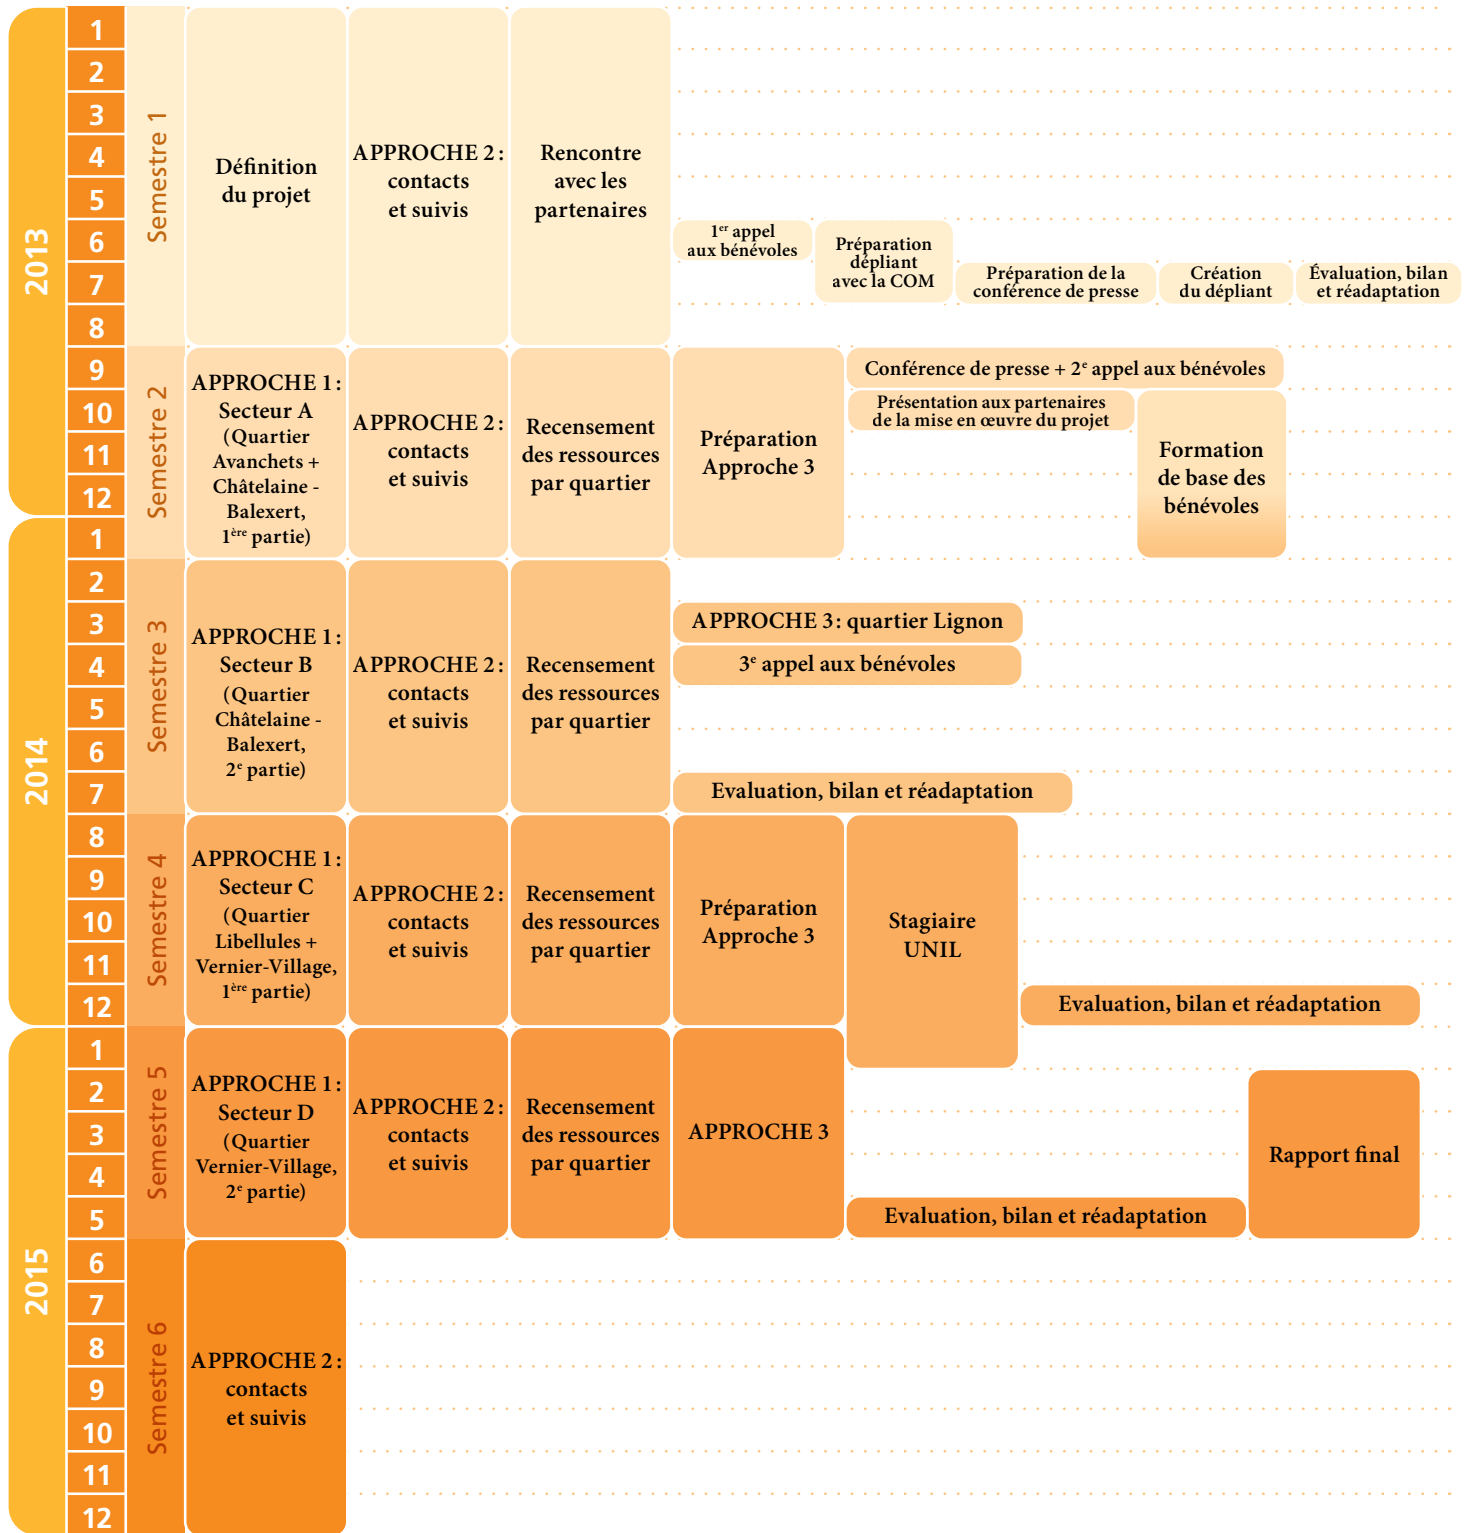 2013
1
2
3
4
5
6
7
8
9
10
11
12
Semestre 1
Définition
du projet
APPROCHE 2 :
contacts
et suivis
Rencontre
avec les
partenaires
1er appel
aux bénévoles
Préparation
dépliant
avec la COM
Préparation de la
conférence de presse
Création
du dépliant
Évaluation, bilan
et réadaptation
Semestre 2
APPROCHE 1 :
Secteur A
(Quartier
Avanchets +
Châtelaine -
Balexert,
1ère partie)
APPROCHE 2 :
contacts
et suivis
Recensement
des ressources
par quartier
Préparation
Approche 3
Conférence de presse + 2e appel aux bénévoles
Présentation aux partenaires
de la mise en œuvre du projet
Formation
de base des
bénévoles
2014
1
2
3
4
5
6
7
8
9
10
11
12
Semestre 3
APPROCHE 1 :
Secteur B
(Quartier
Châtelaine -
Balexert,
2e partie)
APPROCHE 2 :
contacts
et suivis
Recensement
des ressources
par quartier
APPROCHE 3 : quartier Lignon
3e appel aux bénévoles
Evaluation, bilan et réadaptation
Semestre 4
APPROCHE 1 :
Secteur C
(Quartier
Libellules +
Vernier-Village,
1ère partie)
APPROCHE 2 :
contacts
et suivis
Recensement
des ressources
par quartier
Préparation
Approche 3
Stagiaire
UNIL
Evaluation, bilan et réadaptation
2015
1
2
3
4
5
6
7
8
9
10
11
12
Semestre 5
APPROCHE 1 :
Secteur D
(Quartier
Vernier-Village,
2e partie)
APPROCHE 2 :
contacts
et suivis
Recensement
des ressources
par quartier
APPROCHE 3
Evaluation, bilan et réadaptation
Rapport final
Semestre 6
APPROCHE 2 :
contacts
et suivis